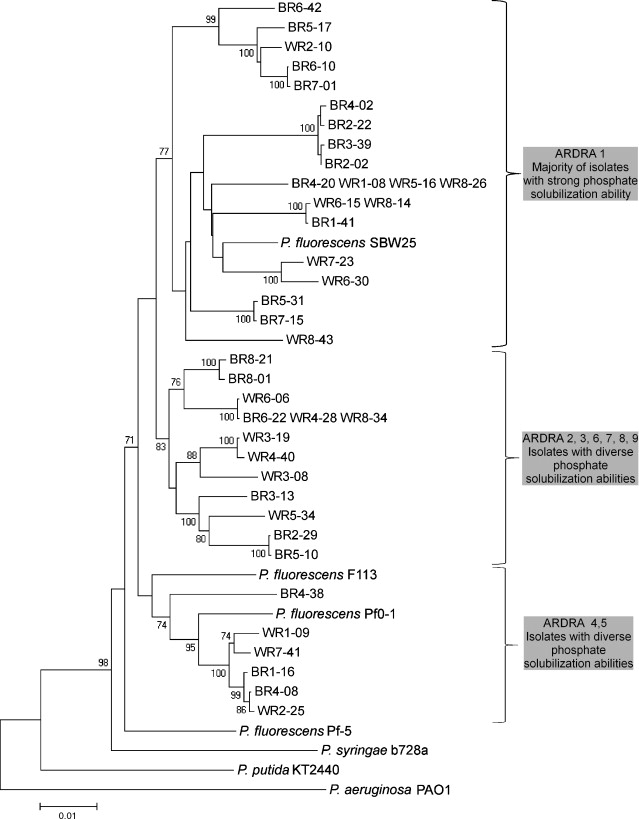 99
BR6-42
BR5-17
WR2-10
100
BR6-10
100
BR7-01
BR4-02
100
BR2-22
BR3-39
BR2-02
77
ARDRA 1
Majority of isolates
with strong phosphate
solubilization ability
BR4-20 WR1-08 WR5-16 WR8-26
100
WR6-15 WR8-14
BR1-41
P. fluorescens SBW25
WR7-23
100
WR6-30
BR5-31
100
BR7-15
WR8-43
100
BR8-21
BR8-01
76
WR6-06
100
BR6-22 WR4-28 WR8-34
71
83
100
WR3-19
88
WR4-40
WR3-08
ARDRA 2, 3, 6, 7, 8, 9
Isolates with diverse
phosphate
solubilization abilities
BR3-13
100
WR5-34
80
BR2-29
100
BR5-10
P. fluorescens F113
BR4-38
74
P. fluorescens Pf0-1
95
74
WR1-09
WR7-41
100
BR1-16
99
BR4-08
86
WR2-25
ARDRA 4,5
Isolates with diverse
phosphate
solubilization abilities
98
P. fluorescens Pf-5
P. syringae b728a
P. putida KT2440
P. aeruginosa PAO1
0.01